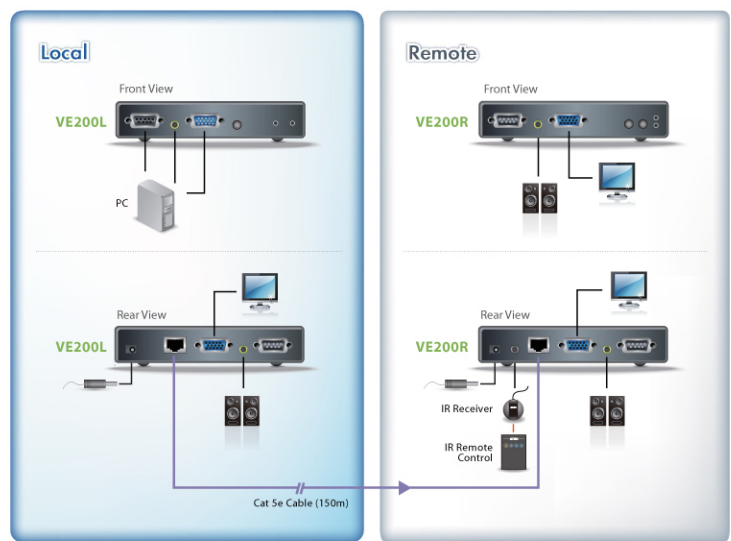 Local
Front View
VE200L
PC
Rear View
VE200L
Cat 5e Cable (150m)
Remote
Front View
VE200R
Rear View
VE200R
IR Receiver
IR Remote
Control